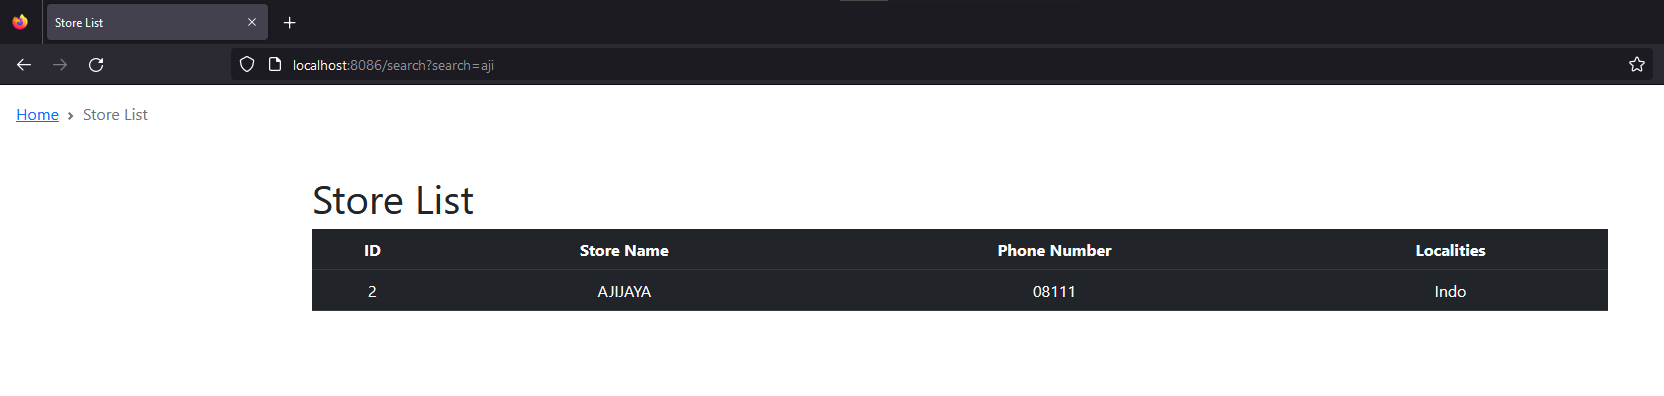 Store List
localhost:8086/search?search=aji
Home > Store List
Store List
ID Store Name Phone Number Localities
2 AJIJAYA 08111 Indo